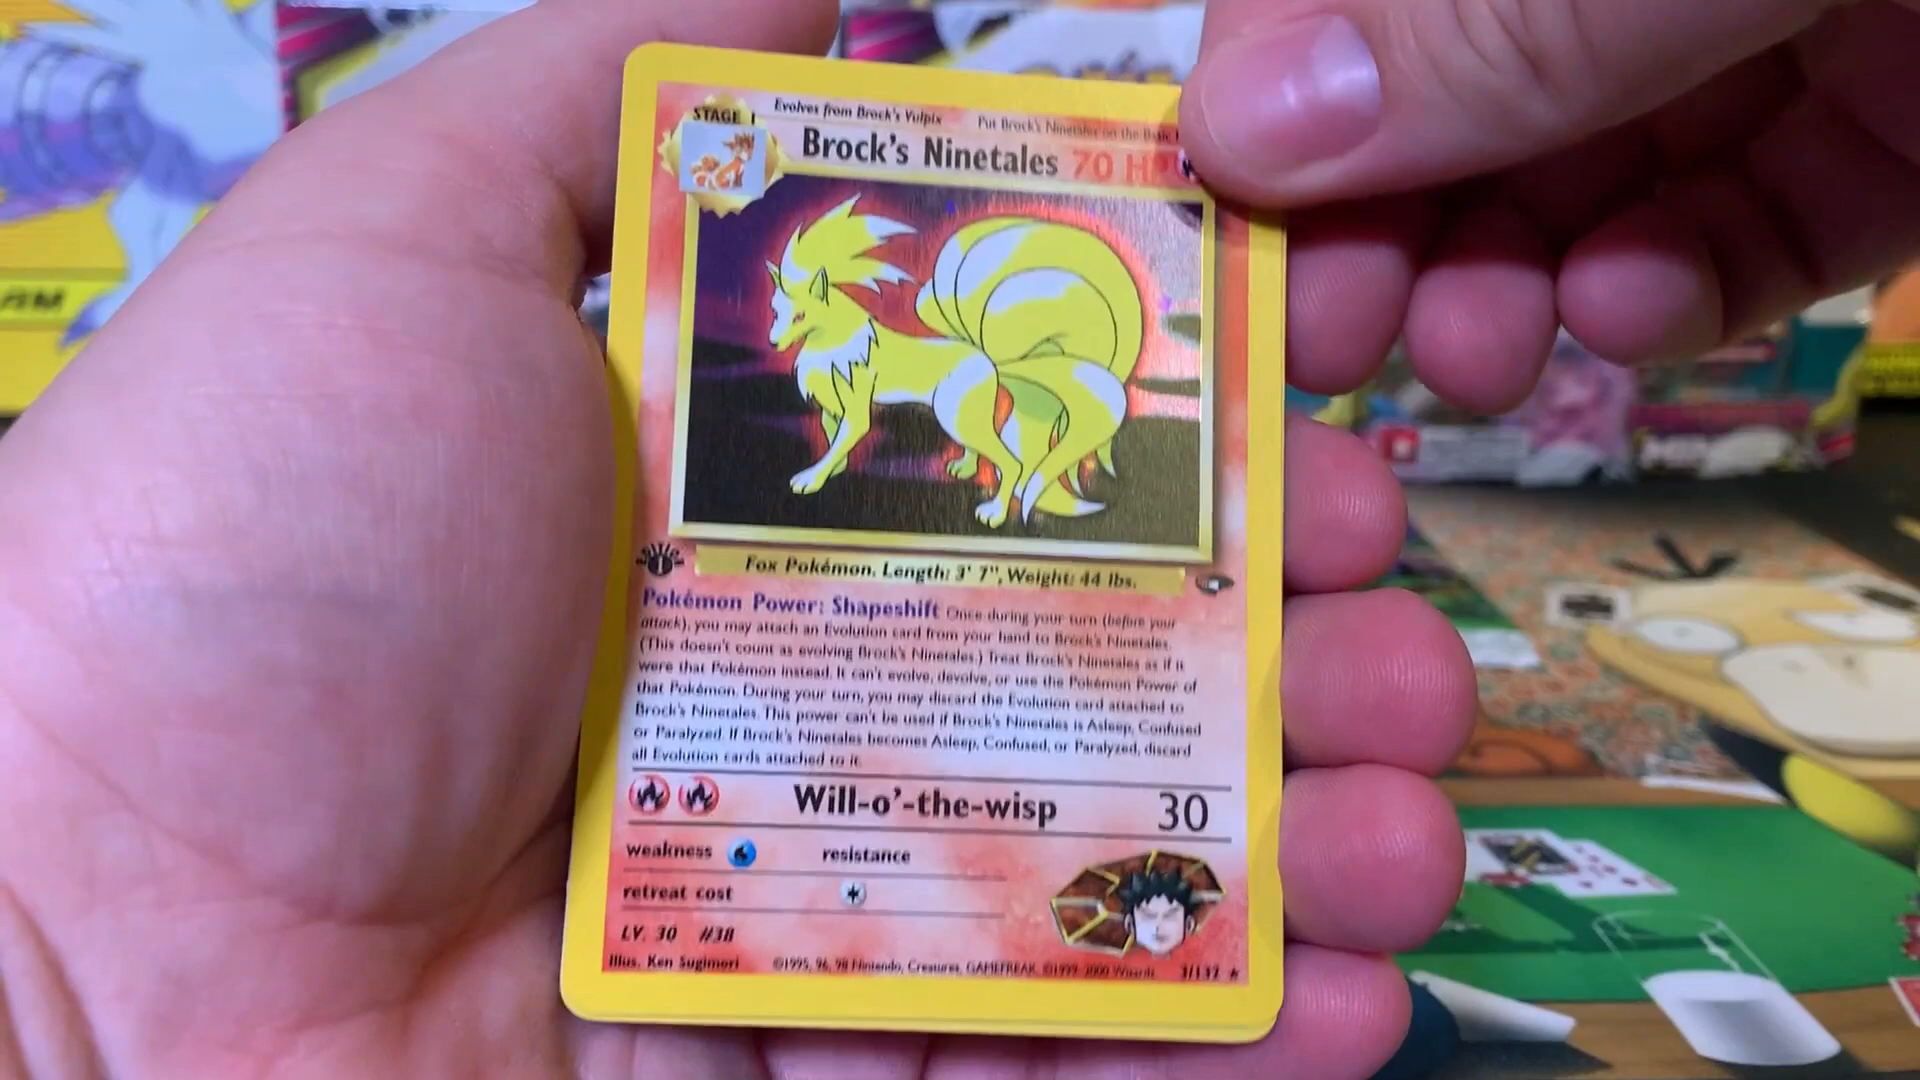 STAGE 1
Evolves from Brock's Vulpix
Put Brock's Ninetales on the Basic
Brock's Ninetales 70 HP
Fox Pokémon. Length: 3' 7", Weight: 44 lbs.
Pokémon Power: Shapeshift Once during your turn (before your
attack), you may attach an Evolution card from your hand to Brock's Ninetales.
(This doesn't count as evolving Brock's Ninetales.) Treat Brock's Ninetales as if it
were that Pokémon instead. It can't evolve, devolve, or use the Pokémon Power of
that Pokémon. During your turn, you may discard the Evolution card attached to
Brock's Ninetales. This power can't be used if Brock's Ninetales is Asleep, Confused
or Paralyzed. If Brock's Ninetales becomes Asleep, Confused, or Paralyzed, discard
all Evolution cards attached to it.
Will-o'-the-wisp 30
weakness resistance
retreat cost
LV. 30 #38
Illus. Ken Sugimori ©1995, 96, 98 Nintendo, Creatures, GAMEFREAK. ©1999, 2000 Wizards. 3/132